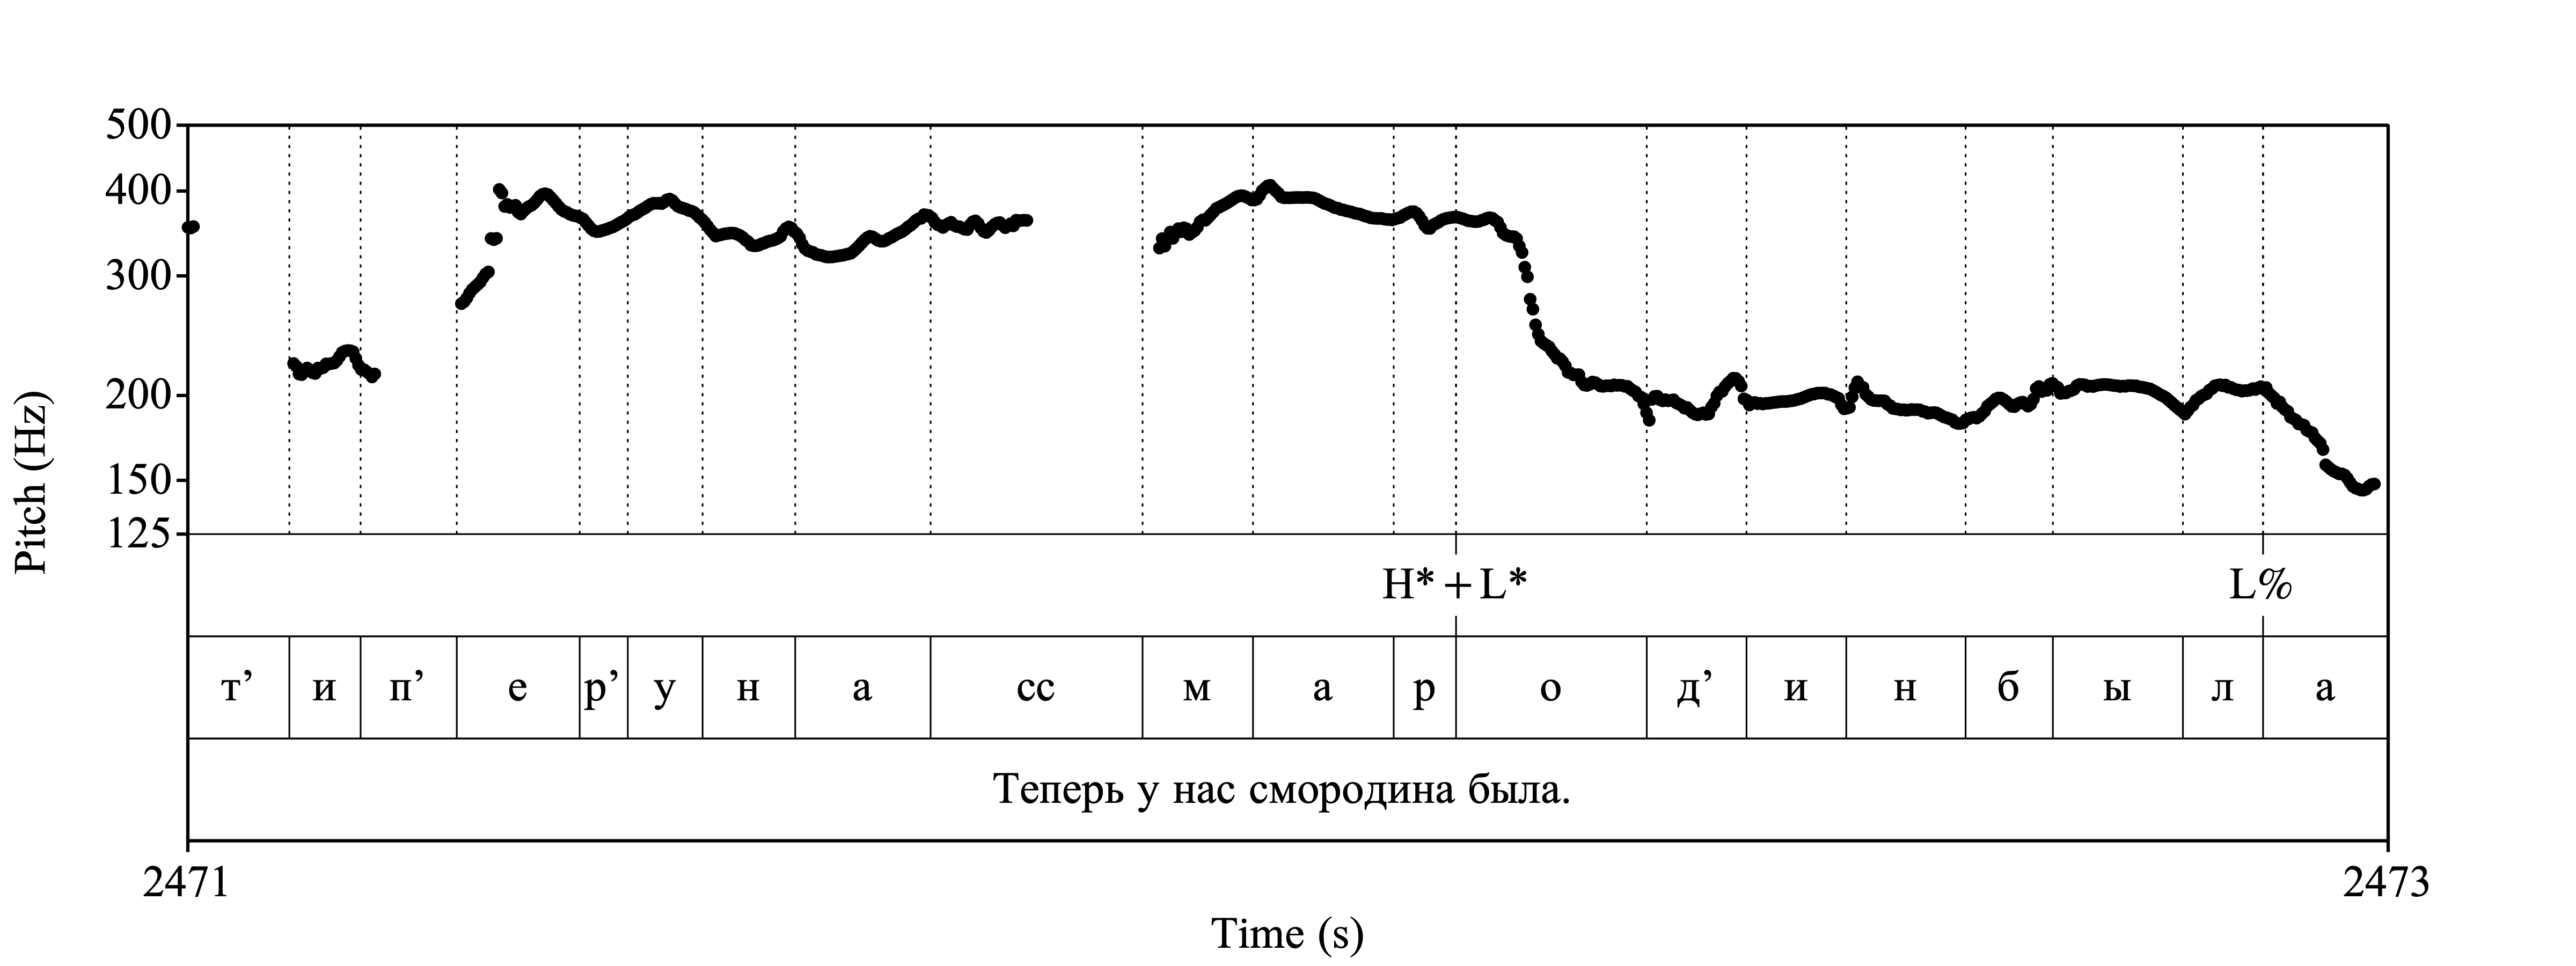 500
400
300
200
150
125
Pitch (Hz)
H* + L* L%
т’ и п’ е р’ у н а сс м а р о д’ и н б ы л а
Теперь у нас смородина была.
2471 2473
Time (s)